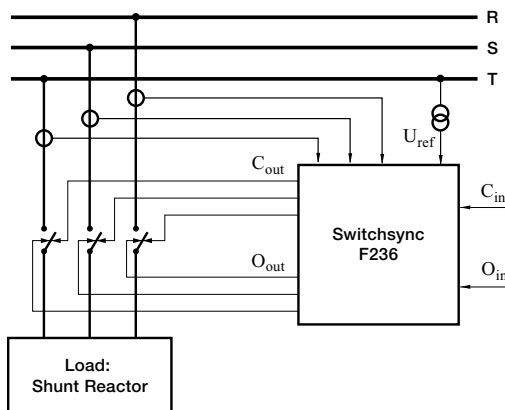 R
S
T
U_ref
C_out
C_in
Switchsync
F236
O_out
O_in
Load:
Shunt Reactor